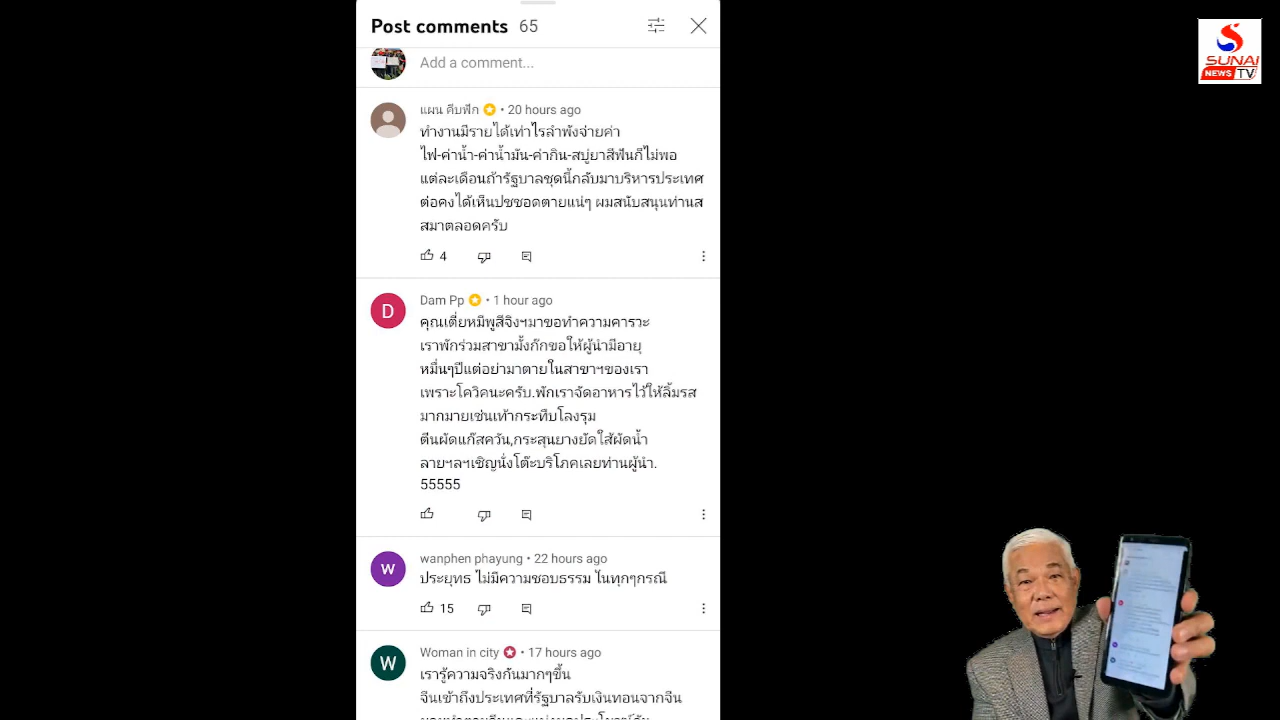 Post comments 65
Add a comment...
แผน คีบฟัก • 20 hours ago
ทำงานมีรายได้เท่าไรลำพังจ่ายค่า
ไฟ-ค่าน้ำ-ค่าน้ำมัน-ค่ากิน-สบู่ยาสีฟันก็ไม่พอ
แต่ละเดือนถ้ารัฐบาลชุดนี้กลับมาบริหารประเทศ
ต่อคงได้เห็นปชชอดตายแน่ๆ ผมสนับสนุนท่านส
สมาตลอดครับ
4
D
Dam Pp • 1 hour ago
คุณเตี่ยหมีพูสีจิงฯมาขอทำความคารวะ
เราพักร่วมสาขามั้งกักขอให้ผู้นำมีอายุ
หมื่นๆปีแต่อย่ามาตายในสาขาฯของเรา
เพราะโควิคนะครับ.พักเราจัดอาหารไว้ให้ลิ้มรส
มากมายเช่นเท้ากระทืบโลงรุม
ตีนผัดแก๊สควัน,กระสุนยางยัดใส้ผัดน้ำ
ลายฯลฯเชิญนั่งโต๊ะบริโภคเลยท่านผู้นำ.
55555
W
wanphen phayung • 22 hours ago
ประยุทธ ไม่มีความชอบธรรม ในทุกๆกรณี
15
W
Woman in city • 17 hours ago
เรารู้ความจริงกันมากๆขึ้น
จีนเข้าถึงประเทศที่รัฐบาลรับเงินทอนจากจีน
SUNAI
NEWS TV